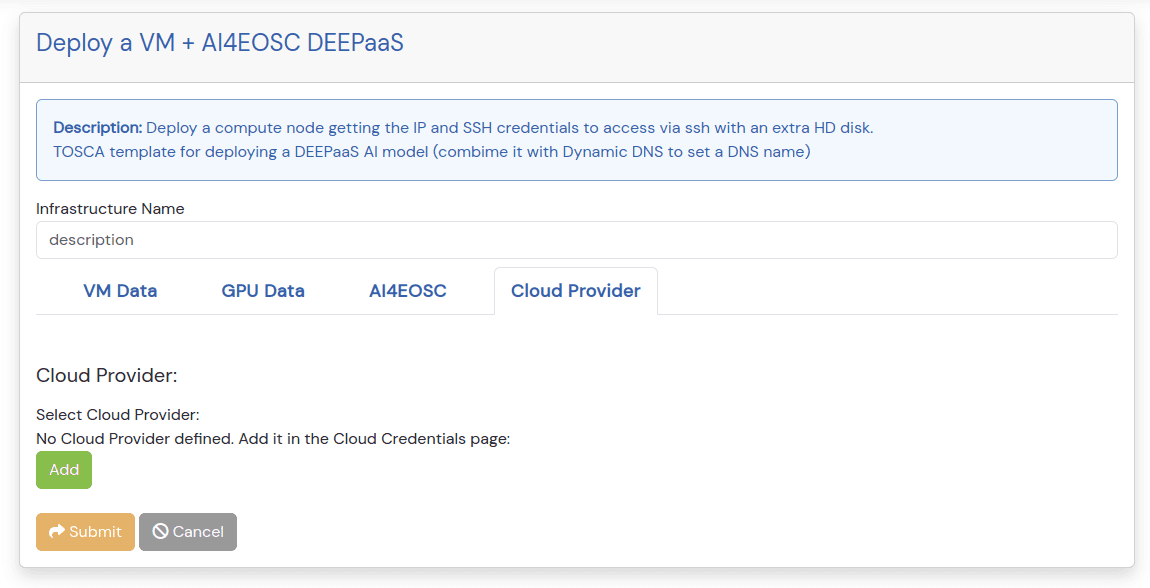 Deploy a VM + AI4EOSC DEEPaaS
Description: Deploy a compute node getting the IP and SSH credentials to access via ssh with an extra HD disk.
TOSCA template for deploying a DEEPaaS AI model (combime it with Dynamic DNS to set a DNS name)
Infrastructure Name
description
VM Data GPU Data AI4EOSC Cloud Provider
Cloud Provider:
Select Cloud Provider:
No Cloud Provider defined. Add it in the Cloud Credentials page:
Add
Submit Cancel